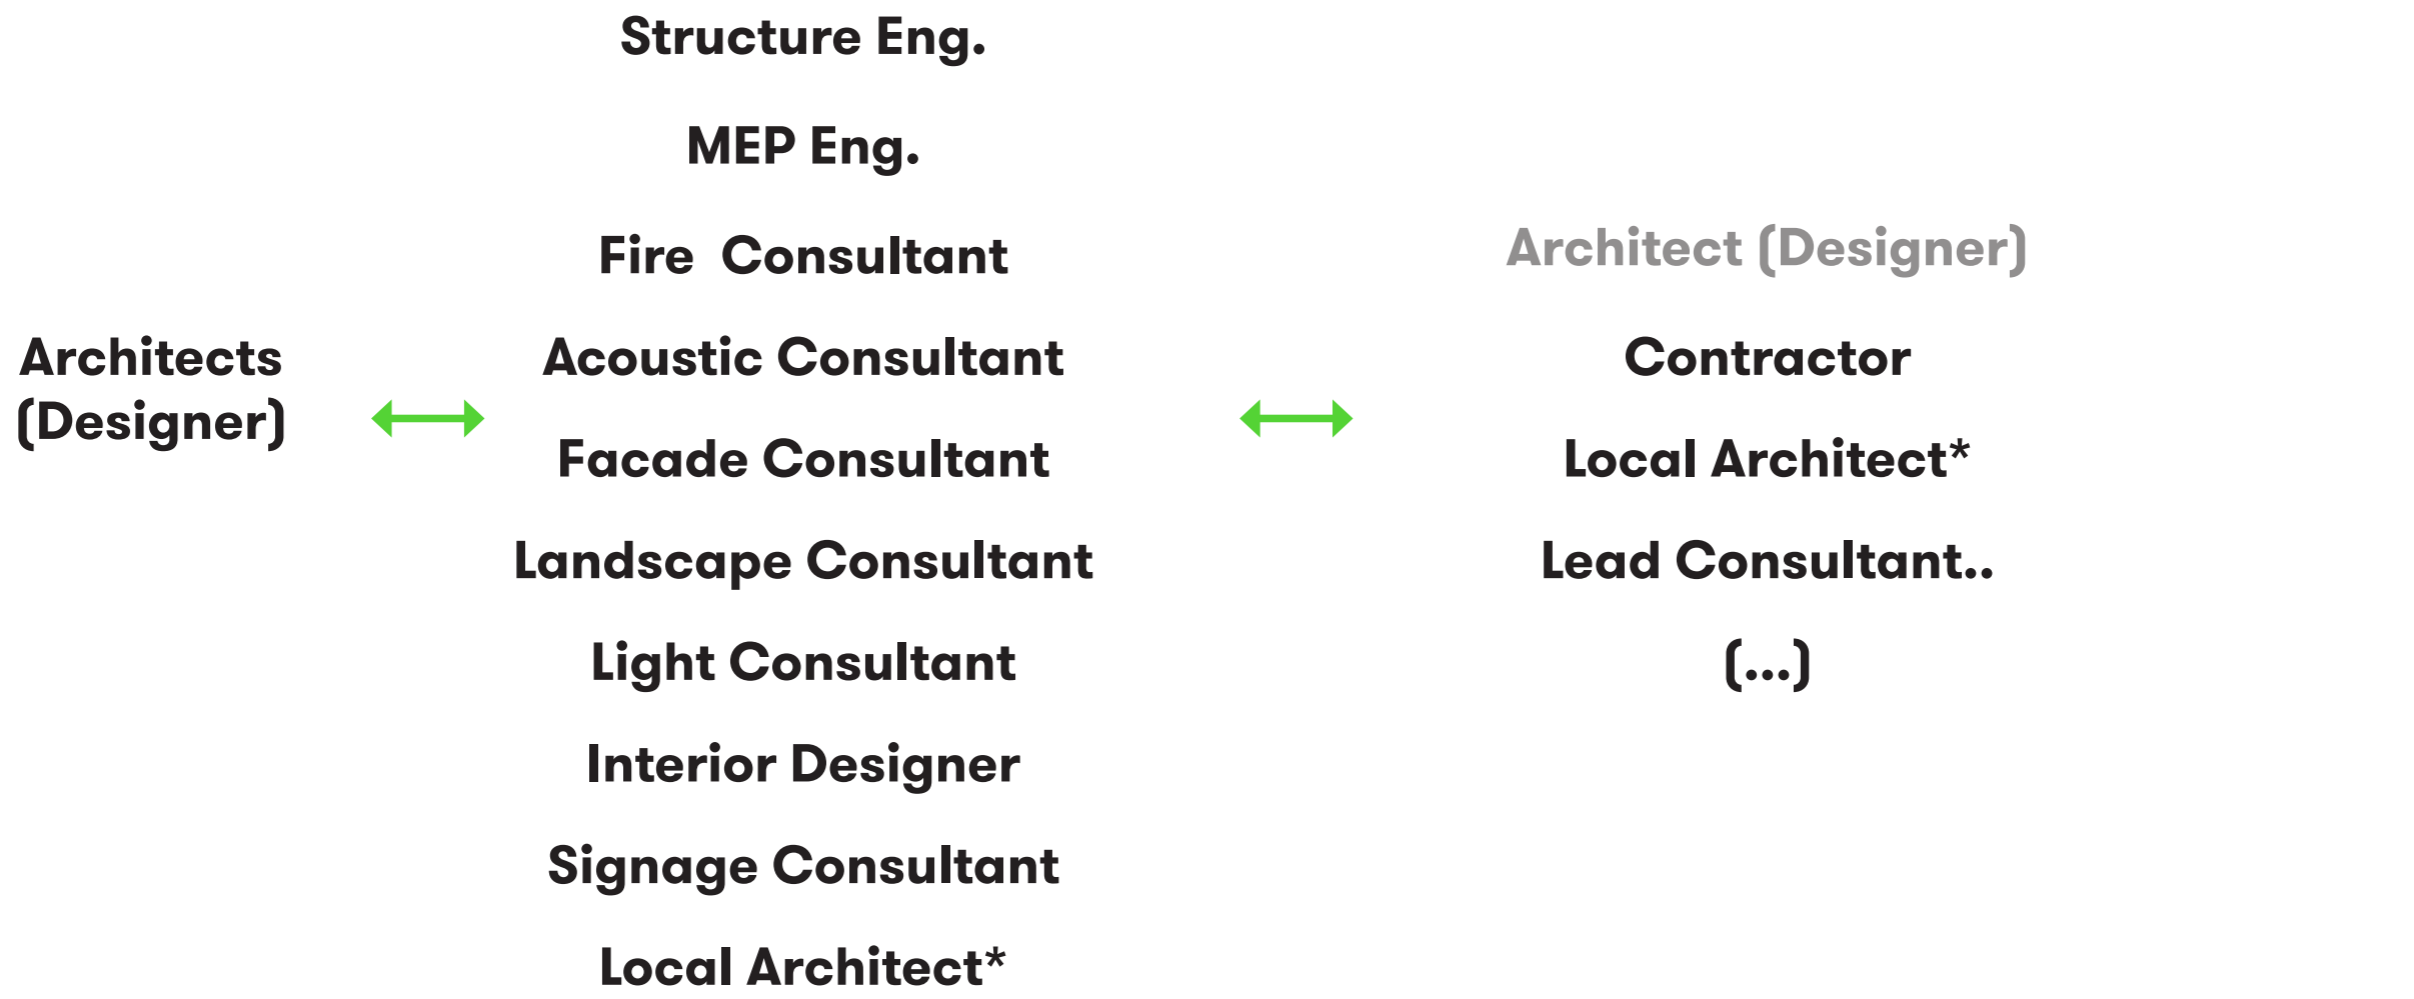 Structure Eng.
MEP Eng.
Fire  Consultant
Architect (Designer)
Architects
(Designer)
Acoustic Consultant
Contractor
Facade Consultant
Local Architect*
Landscape Consultant
Lead Consultant..
Light Consultant
(...)
Interior Designer
Signage Consultant
Local Architect*